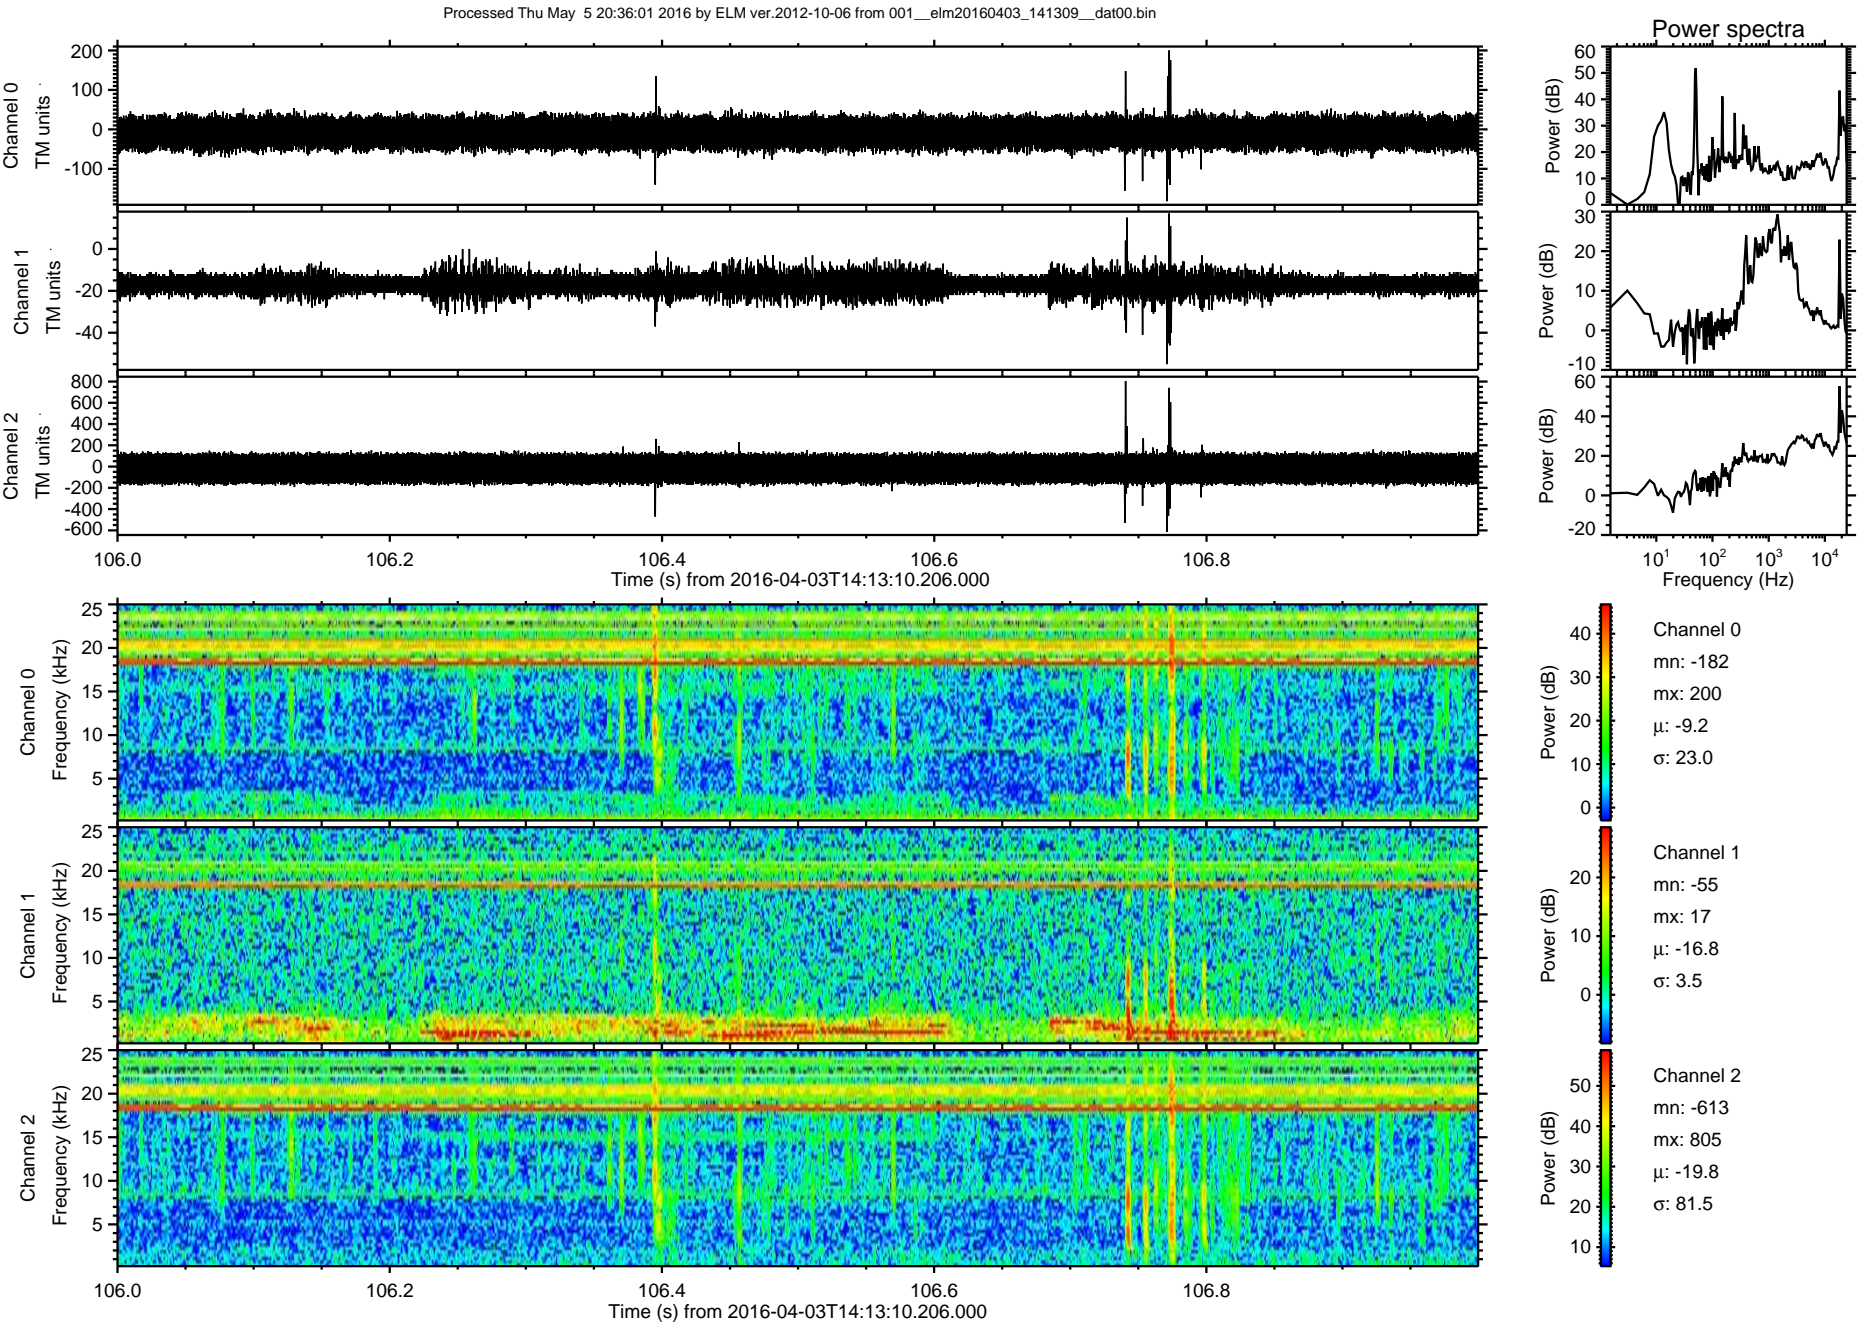 Processed Thu May  5 20:36:01 2016 by ELM ver.2012-10-06 from 001__elm20160403_141309__dat00.bin
Power spectra
Channel 0
TM units
200
100
0
-100
Power (dB)
60
50
40
30
20
10
0
Channel 1
TM units
0
-20
-40
Power (dB)
30
20
10
0
-10
Channel 2
TM units
800
600
400
200
0
-200
-400
-600
Power (dB)
60
40
20
0
-20
106.0 106.2 106.4 106.6 106.8
Time (s) from 2016-04-03T14:13:10.206.000
10¹ 10² 10³ 10⁴
Frequency (Hz)
Channel 0
Frequency (kHz)
25
20
15
10
5
Power (dB)
40
30
20
10
0
Channel 0
mn: -182
mx: 200
μ: -9.2
σ: 23.0
Channel 1
Frequency (kHz)
25
20
15
10
5
Power (dB)
20
10
0
Channel 1
mn: -55
mx: 17
μ: -16.8
σ: 3.5
Channel 2
Frequency (kHz)
25
20
15
10
5
Power (dB)
50
40
30
20
10
Channel 2
mn: -613
mx: 805
μ: -19.8
σ: 81.5
106.0 106.2 106.4 106.6 106.8
Time (s) from 2016-04-03T14:13:10.206.000